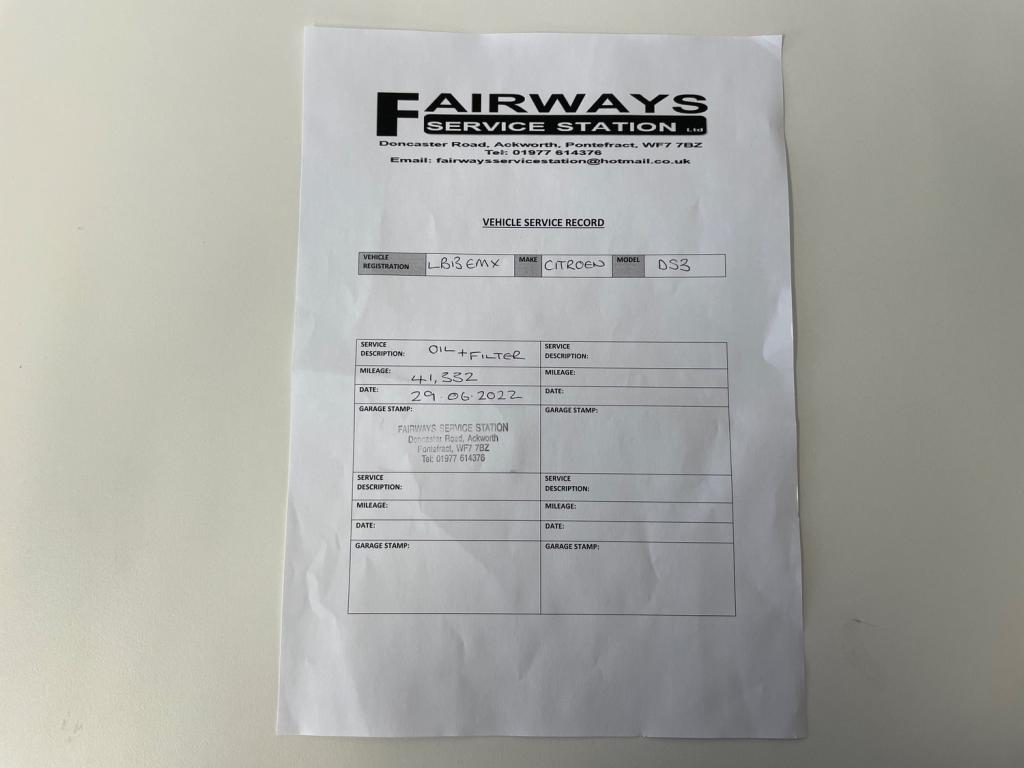 FAIRWAYS
SERVICE STATION Ltd
Doncaster Road, Ackworth, Pontefract, WF7 7BZ
Tel: 01977 614376
Email: fairwaysservicestation@hotmail.co.uk
VEHICLE SERVICE RECORD
VEHICLE REGISTRATION LB13 EMX MAKE CITROEN MODEL DS3
SERVICE DESCRIPTION: OIL + FILTER
MILEAGE: 41,332
DATE: 29.06.2022
GARAGE STAMP:
FAIRWAYS SERVICE STATION
Doncaster Road, Ackworth
Pontefract, WF7 7BZ
Tel: 01977 614376
SERVICE
DESCRIPTION:
MILEAGE:
DATE:
GARAGE STAMP:
SERVICE
DESCRIPTION:
MILEAGE:
DATE:
GARAGE STAMP:
SERVICE
DESCRIPTION:
MILEAGE:
DATE:
GARAGE STAMP: